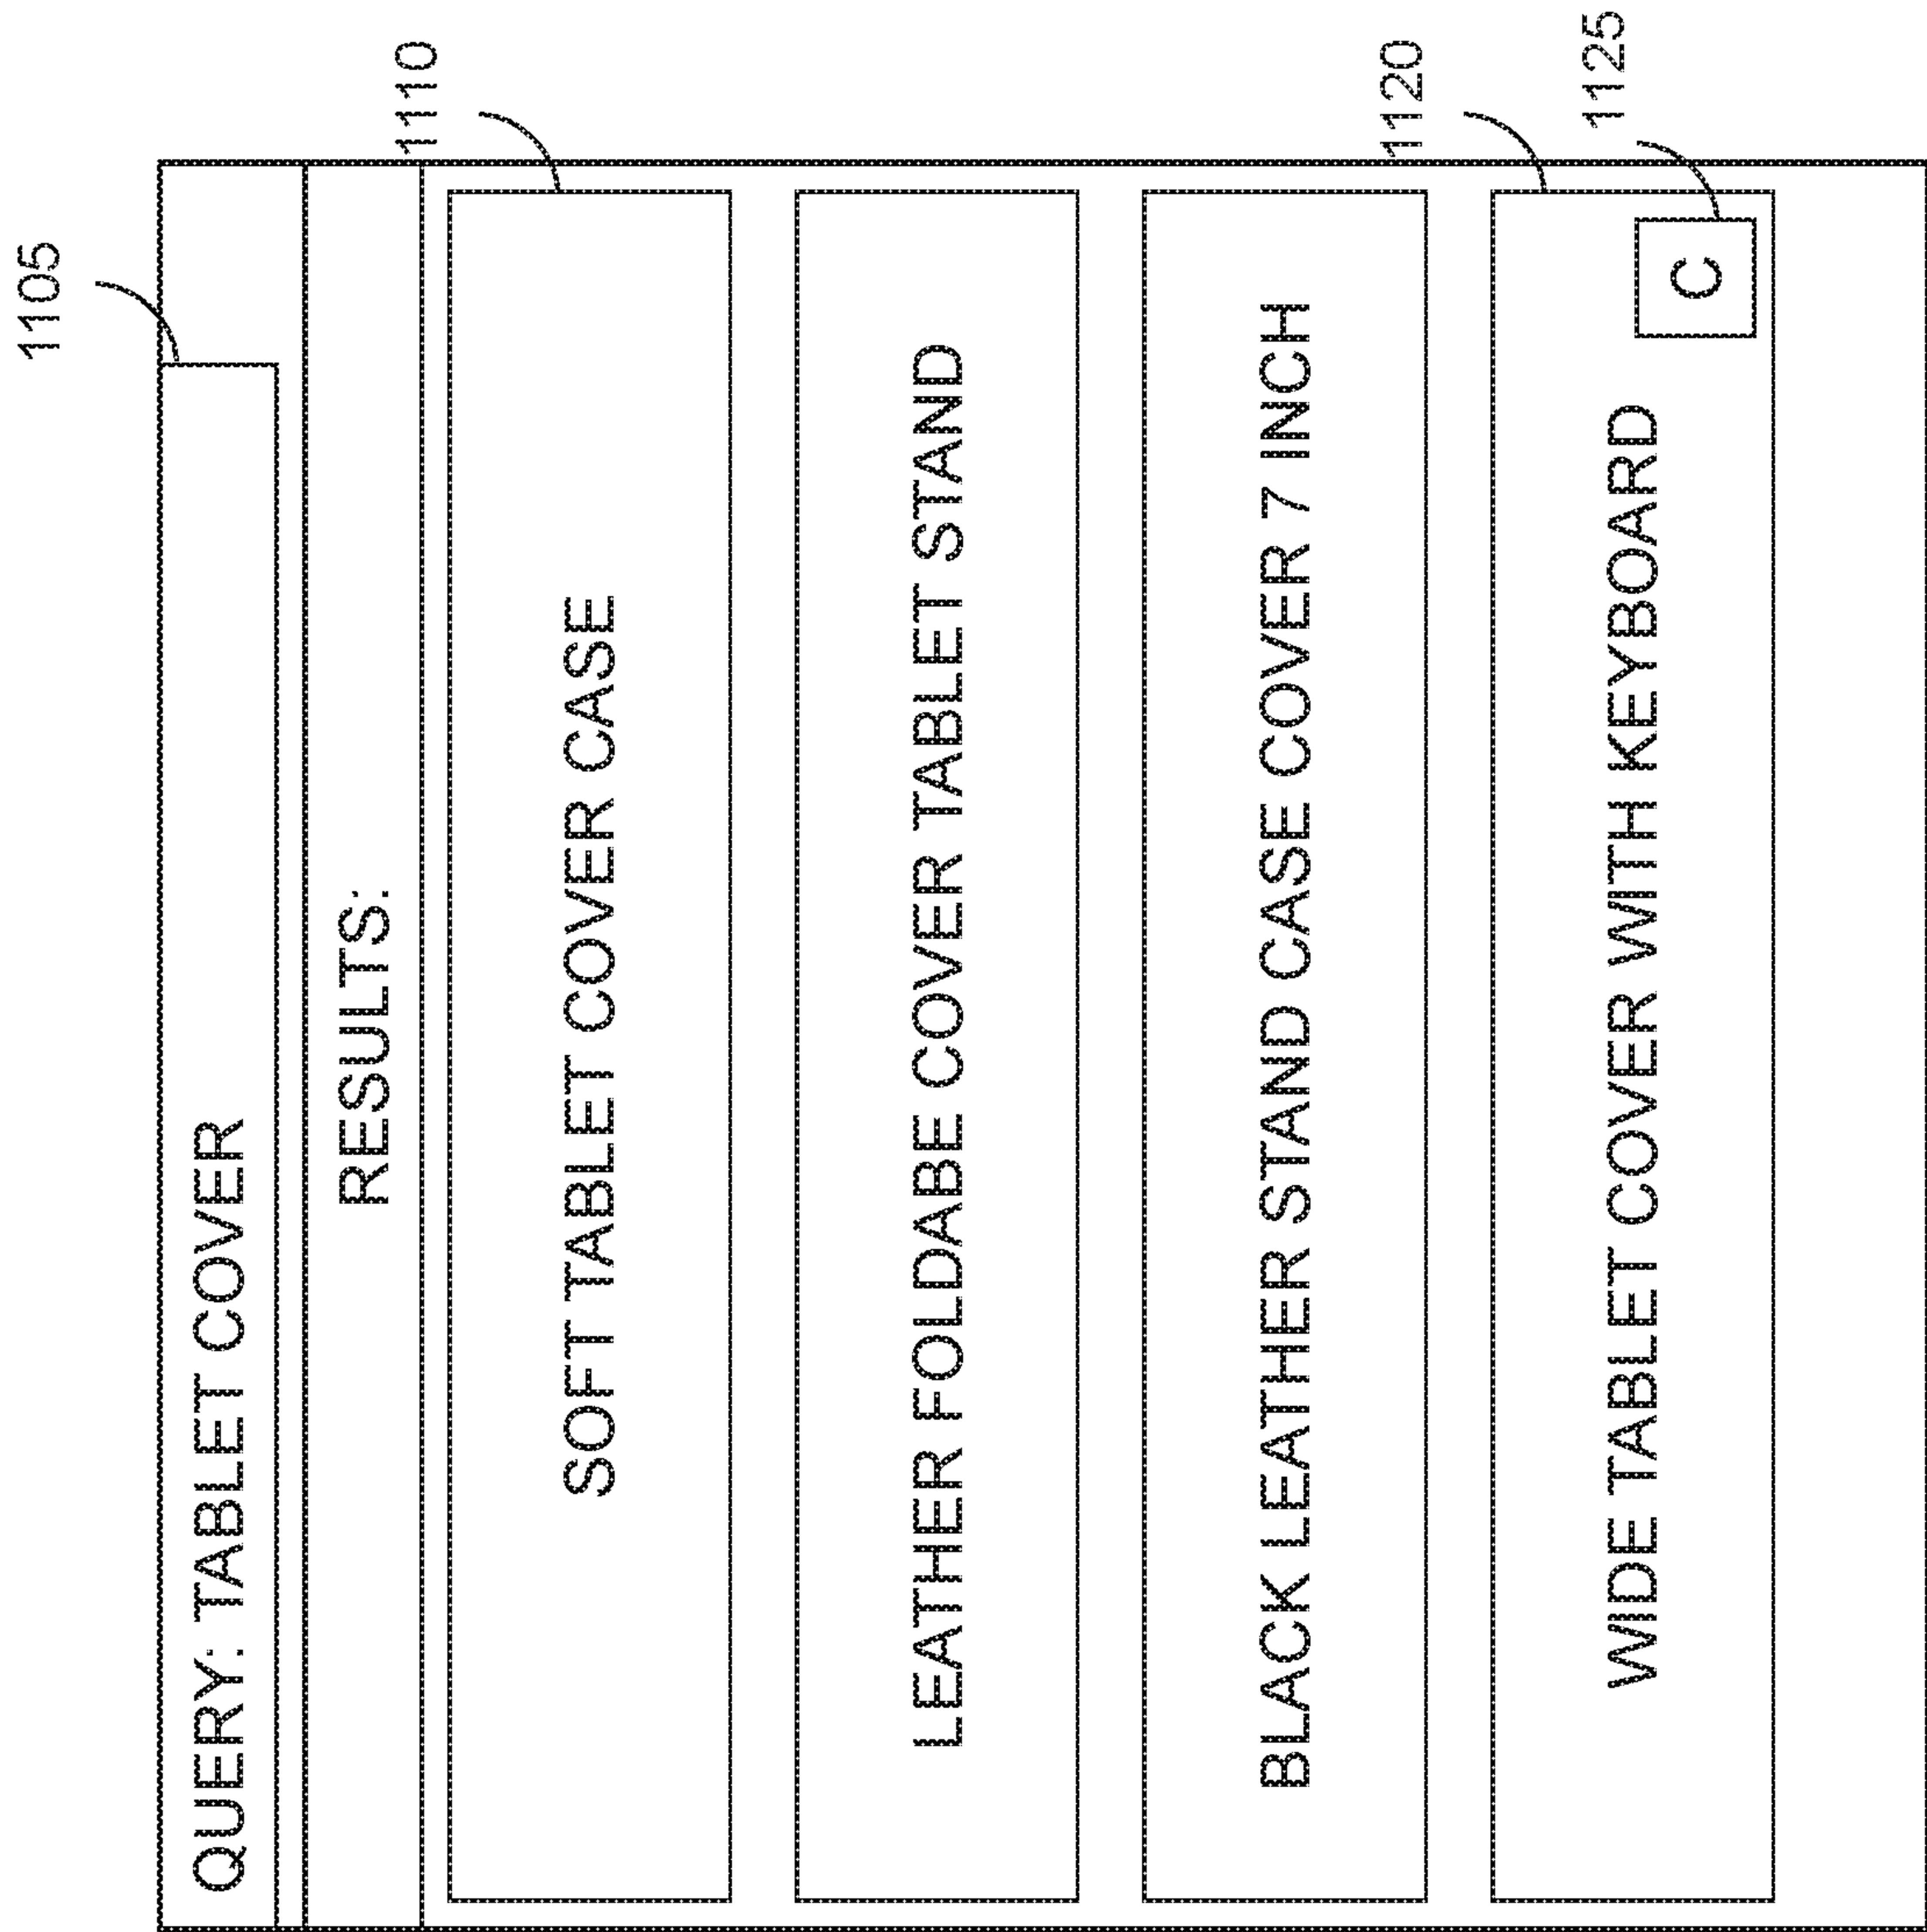 1105
QUERY: TABLET COVER
RESULTS:
1110
SOFT TABLET COVER CASE
LEATHER FOLDABE COVER TABLET STAND
BLACK LEATHER STAND CASE COVER 7 INCH
1120
WIDE TABLET COVER WITH KEYBOARD
C
1125